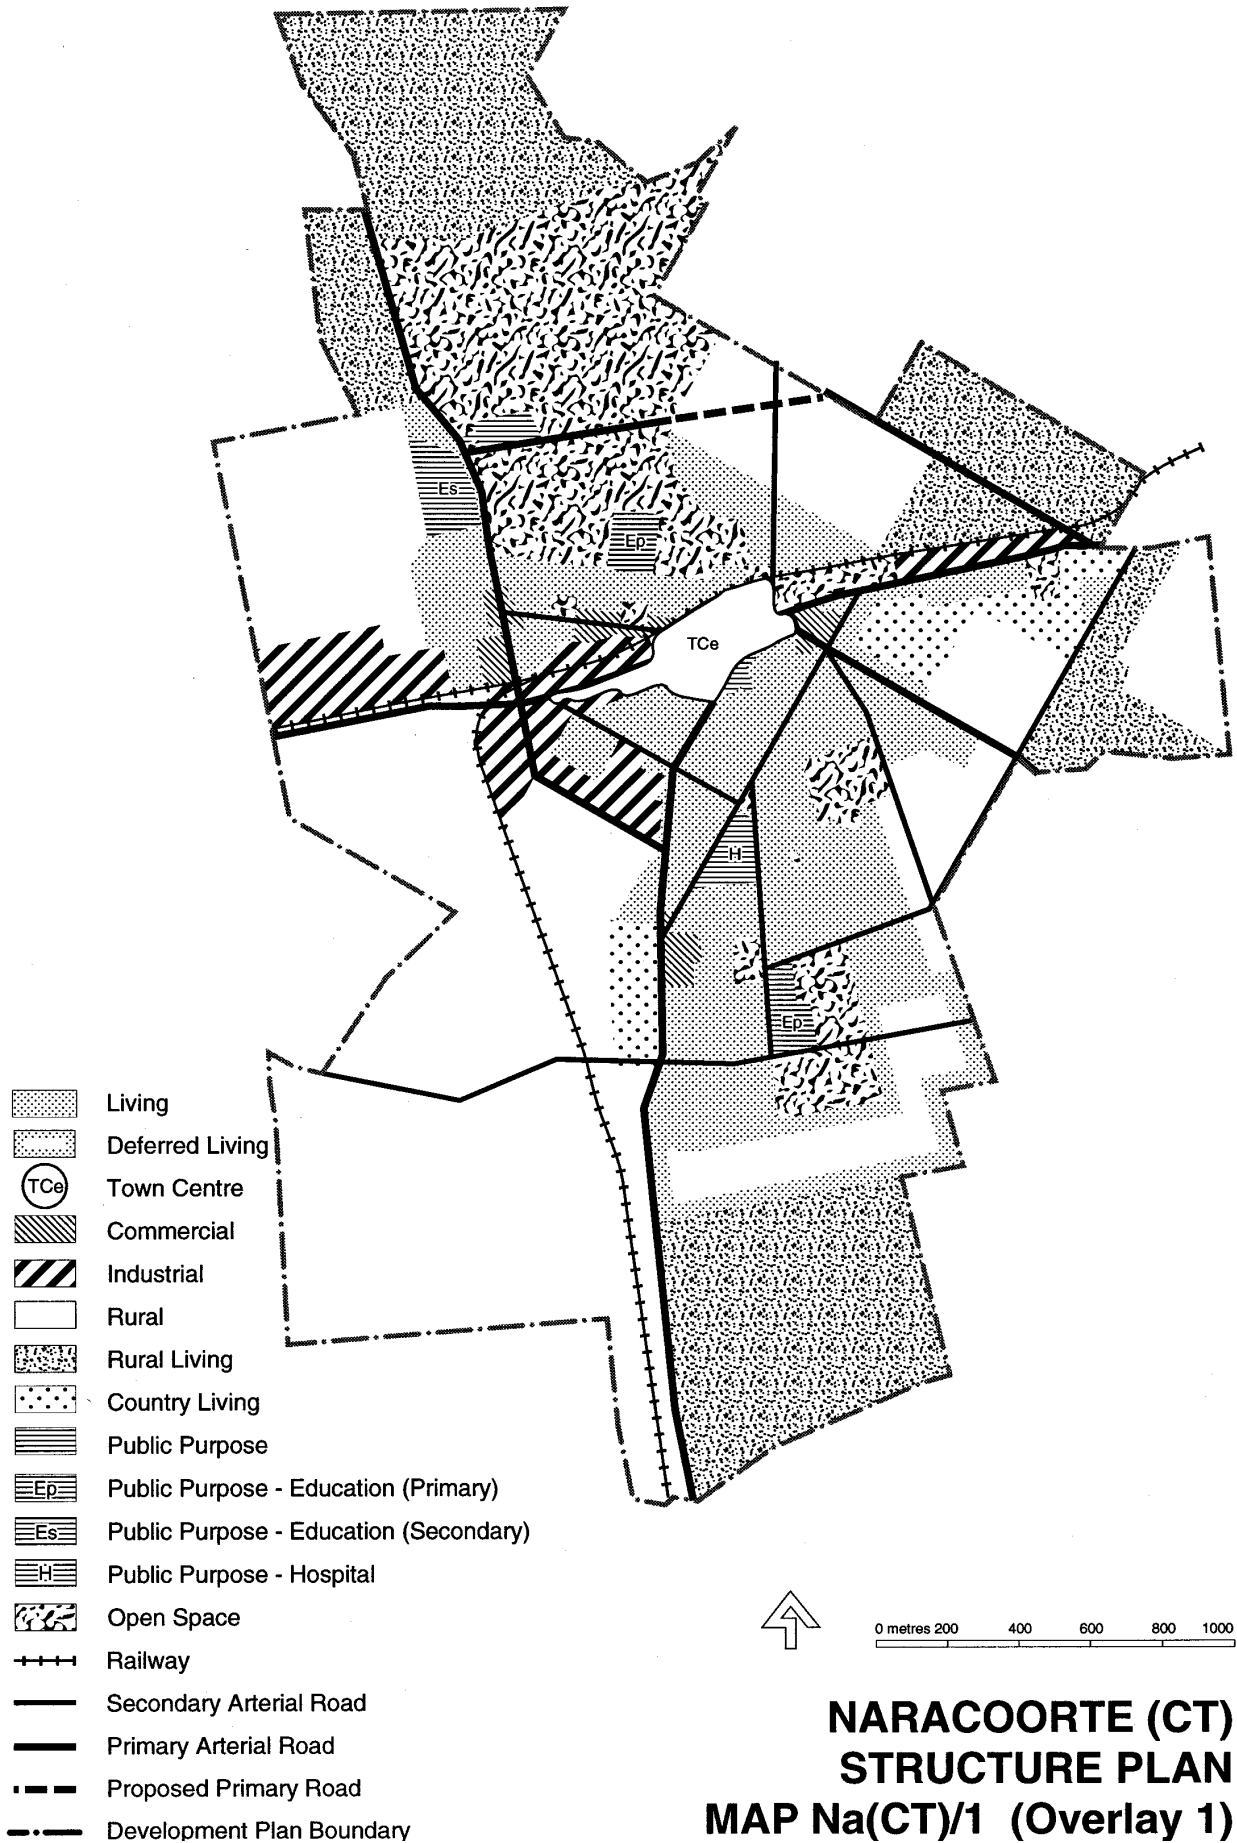 Es
Ep
TCe
H
Ep
Living
Deferred Living
TCe Town Centre
Commercial
Industrial
Rural
Rural Living
Country Living
Public Purpose
Ep Public Purpose - Education (Primary)
Es Public Purpose - Education (Secondary)
H Public Purpose - Hospital
Open Space
Railway
Secondary Arterial Road
Primary Arterial Road
Proposed Primary Road
Development Plan Boundary
0 metres 200 400 600 800 1000
NARACOORTE (CT)
STRUCTURE PLAN
MAP Na(CT)/1 (Overlay 1)